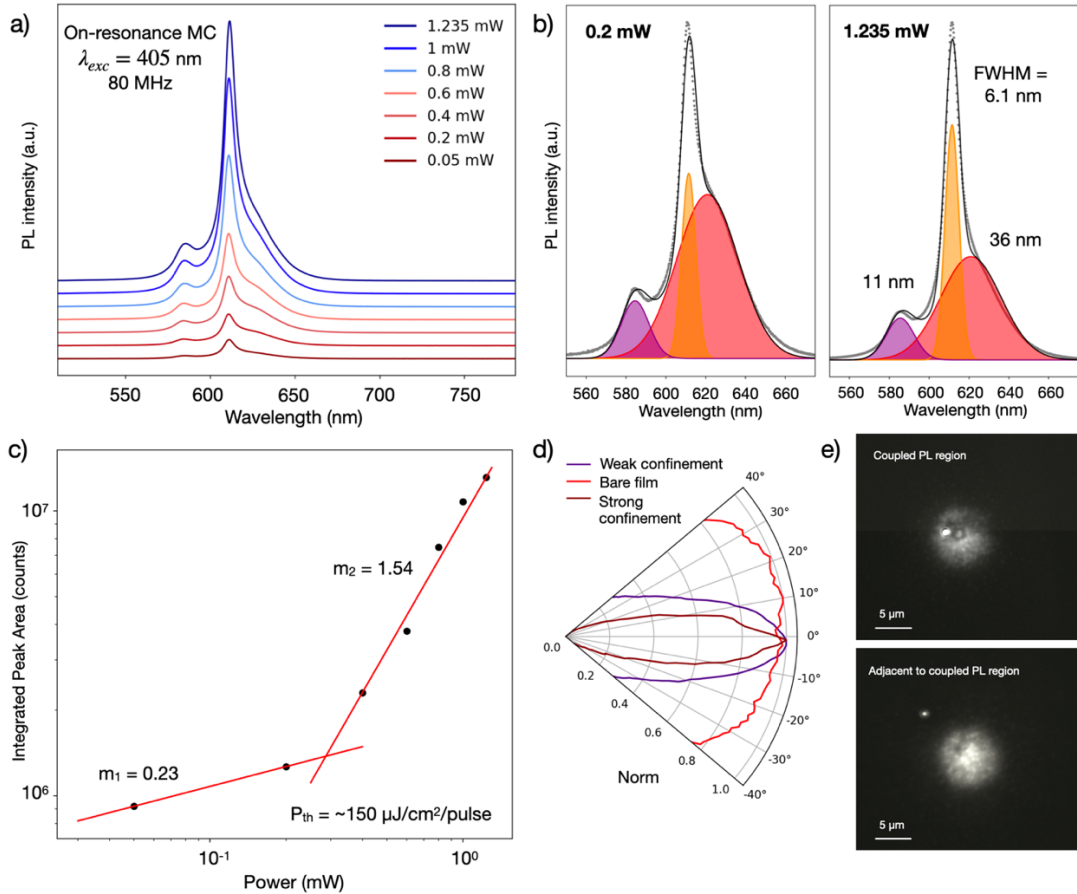 a)
On-resonance MC
λexc = 405 nm
80 MHz
1.235 mW
1 mW
0.8 mW
0.6 mW
0.4 mW
0.2 mW
0.05 mW
PL intensity (a.u.)
550 600 650 700 750
Wavelength (nm)
b)
0.2 mW
PL intensity (a.u.)
560 580 600 620 640 660
Wavelength (nm)
1.235 mW
FWHM =
6.1 nm
36 nm
11 nm
560 580 600 620 640 660
Wavelength (nm)
c)
Integrated Peak Area (counts)
10⁷
10⁶
m₂ = 1.54
m₁ = 0.23
Pth = ~150 µJ/cm²/pulse
10⁻¹ 10⁰
Power (mW)
d)
Weak confinement
Bare film
Strong
confinement
40°
30°
20°
10°
0°
-10°
-20°
-30°
-40°
0.0
0.2
0.4
0.6
0.8
1.0
Norm
e)
Coupled PL region
5 µm
Adjacent to coupled PL region
5 µm